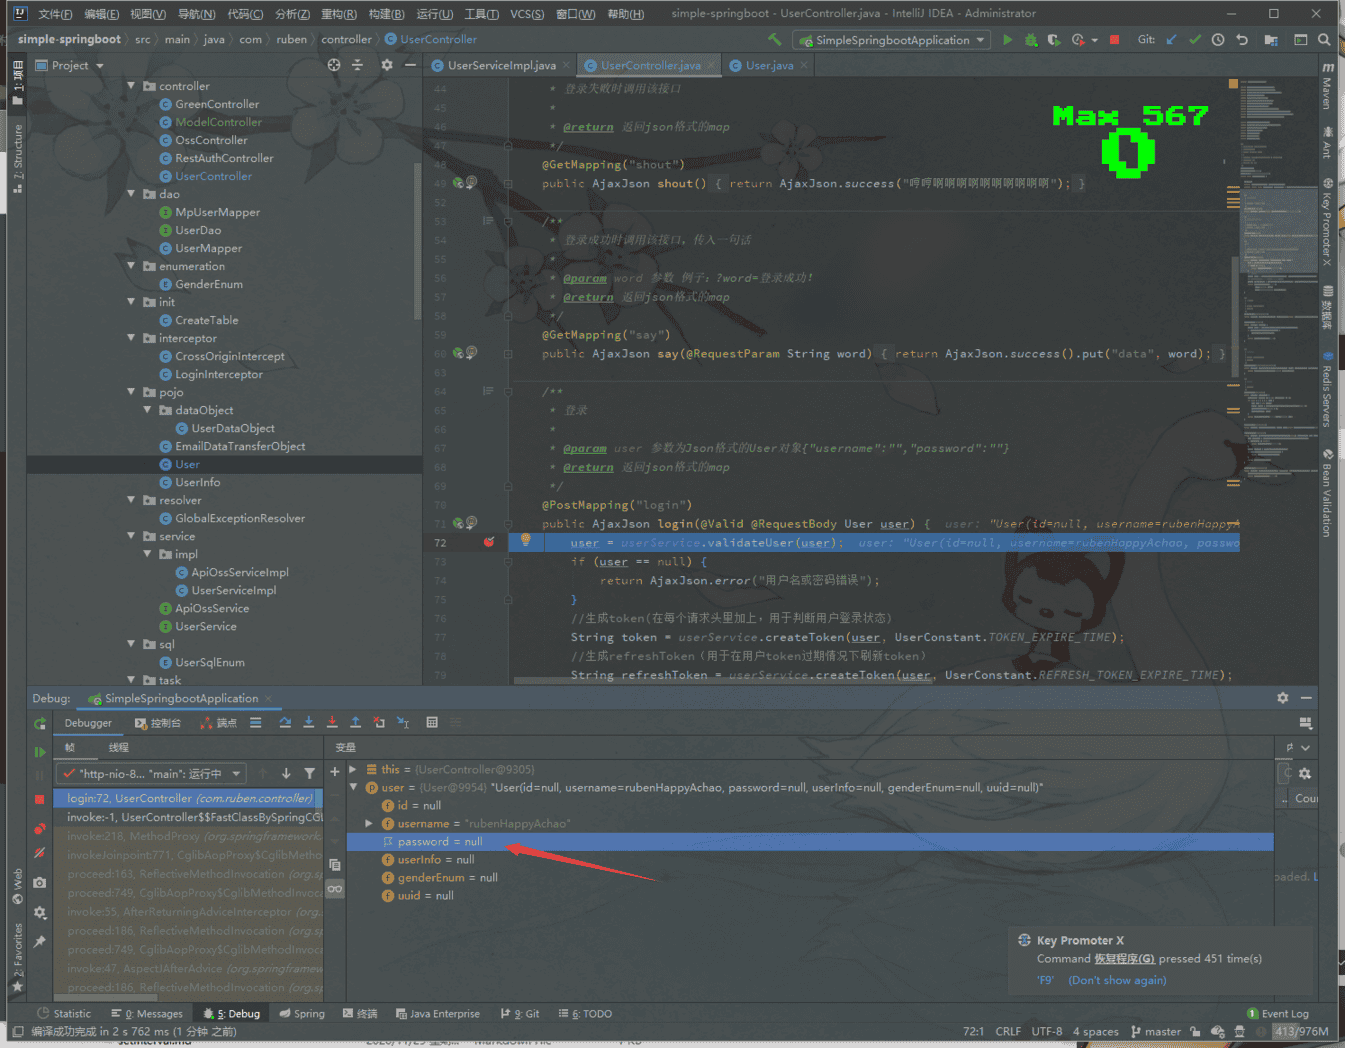 文件(F) 编辑(E) 视图(V) 导航(N) 代码(C) 分析(Z) 重构(R) 构建(B) 运行(U) 工具(T) VCS(S) 窗口(W) 帮助(H) simple-springboot - UserController.java - IntelliJ IDEA - Administrator
simple-springboot src main java com ruben controller UserController SimpleSpringbootApplication Git:
Project UserServiceImpl.java UserController.java User.java
1: 项目
7: Structure
controller
GreenController
ModelController
OssController
RestAuthController
UserController
dao
MpUserMapper
UserDao
UserMapper
enumeration
GenderEnum
init
CreateTable
interceptor
CrossOriginIntercept
LoginInterceptor
pojo
dataObject
UserDataObject
EmailDataTransferObject
User
UserInfo
resolver
GlobalExceptionResolver
service
impl
ApiOssServiceImpl
UserServiceImpl
ApiOssService
UserService
sql
UserSqlEnum
task
44 * 登录失败时调用该接口
45 *
46 * @return 返回json格式的map
47 */
48 @GetMapping("shout")
49 public AjaxJson shout() { return AjaxJson.success("哼哼啊啊啊啊啊啊啊啊啊啊"); }
52
53 /**
54 * 登录成功时调用该接口，传入一句话
55 *
56 * @param word 参数 例子：?word=登录成功!
57 * @return 返回json格式的map
58 */
59 @GetMapping("say")
60 public AjaxJson say(@RequestParam String word) { return AjaxJson.success().put("data", word); }
63
64 /**
65 * 登录
66 *
67 * @param user 参数为Json格式的User对象{"username":"","password":""}
68 * @return 返回json格式的map
69 */
70 @PostMapping("login")
71 public AjaxJson login(@Valid @RequestBody User user) { user: "User(id=null, username=rubenHappyA
72 user = userService.validateUser(user); user: "User(id=null, username=rubenHappyAchao, passwo
73 if (user == null) {
74 return AjaxJson.error("用户名或密码错误");
75 }
76 //生成token(在每个请求头里加上，用于判断用户登录状态)
77 String token = userService.createToken(user, UserConstant.TOKEN_EXPIRE_TIME);
78 //生成refreshToken（用于在用户token过期情况下刷新token）
79 String refreshToken = userService.createToken(user, UserConstant.REFRESH_TOKEN_EXPIRE_TIME);
Max 567
0
Maven
Ant
Key Promoter X
数据库
Redis Servers
Bean Validation
Debug: SimpleSpringbootApplication
Debugger 控制台 端点
帧 线程 变量
"http-nio-8... "main": 运行中
login:72, UserController (com.ruben.controller)
invoke:-1, UserController$$FastClassBySpringCG
invoke:218, MethodProxy (org.springframework.
invokeJoinpoint:771, CglibAopProxy$CglibMetho
proceed:163, ReflectiveMethodInvocation (org.s
proceed:749, CglibAopProxy$CglibMethodInvoc
invoke:55, AfterReturningAdviceInterceptor (org
proceed:186, ReflectiveMethodInvocation (org.s
proceed:749, CglibAopProxy$CglibMethodInvoc
invoke:47, AspectJAfterAdvice (org.springframew
proceed:186, ReflectiveMethodInvocation (org.s
this = {UserController@9305}
user = {User@9954} "User(id=null, username=rubenHappyAchao, password=null, userInfo=null, genderEnum=null, uuid=null)"
id = null
username = "rubenHappyAchao"
password = null
userInfo = null
genderEnum = null
uuid = null
.. Cour
oaded. L
Web
2: Favorites
Key Promoter X
Command 恢复程序(G) pressed 451 time(s)
'F9' (Don't show again)
Statistic 0: Messages 5: Debug Spring 终端 Java Enterprise 9: Git 6: TODO 1 Event Log
编译成功完成 in 2 s 762 ms (1 分钟 之前) 72:1 CRLF UTF-8 4 spaces master 413/976M